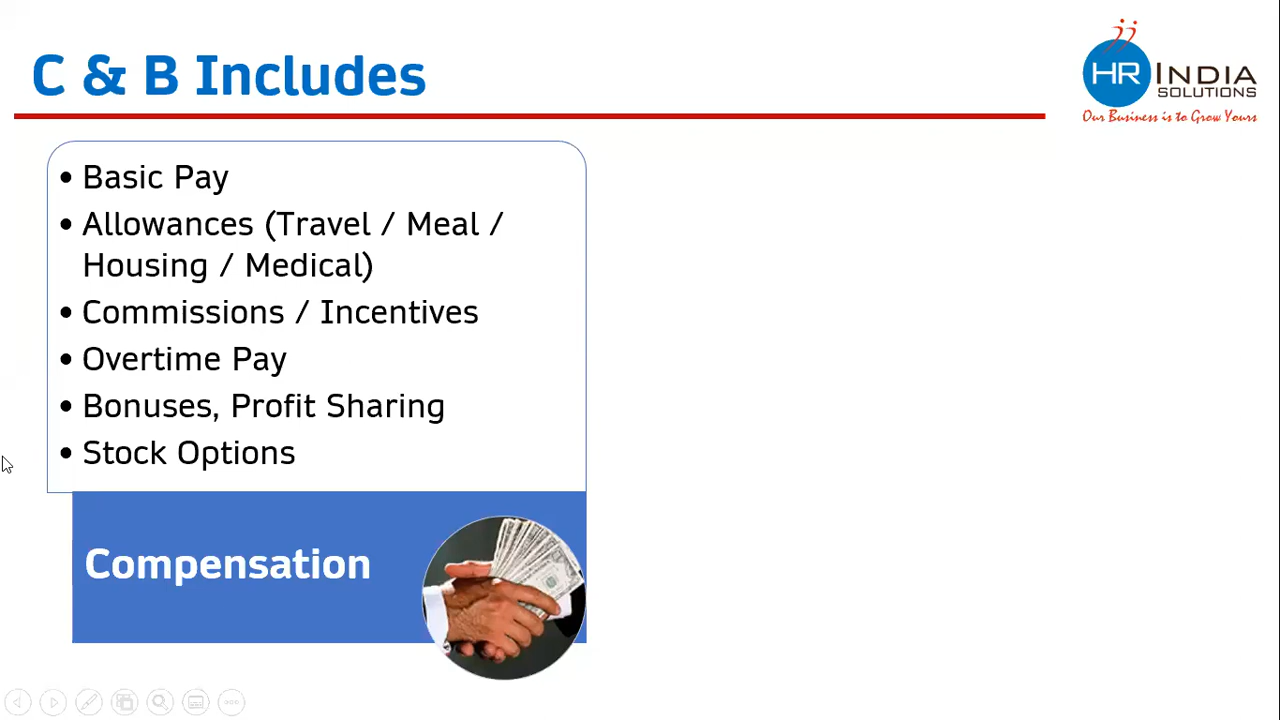 C & B Includes
HR INDIA
SOLUTIONS
Our Business is to Grow Yours
• Basic Pay
• Allowances (Travel / Meal /
Housing / Medical)
• Commissions / Incentives
• Overtime Pay
• Bonuses, Profit Sharing
• Stock Options
Compensation